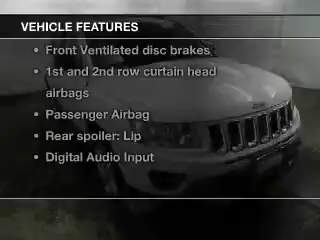 VEHICLE FEATURES
• Front Ventilated disc brakes
• 1st and 2nd row curtain head
airbags
• Passenger Airbag
• Rear spoiler: Lip
• Digital Audio Input